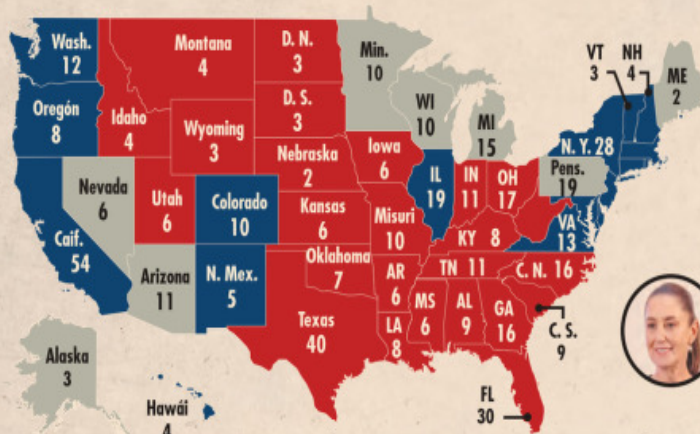 Wash.
12
Oregón
8
Caif.
54
Nevada
6
Idaho
4
Montana
4
Wyoming
3
Utah
6
Colorado
10
Arizona
11
N. Mex.
5
D. N.
3
D. S.
3
Nebraska
2
Kansas
6
Oklahoma
7
Texas
40
Min.
10
Iowa
6
Misuri
10
AR
6
LA
8
WI
10
IL
19
MI
15
IN
11
OH
17
KY 8
TN 11
MS
6
AL
9
GA
16
C. N. 16
C. S.
9
FL
30
VA
13
Pens.
19
N. Y. 28
VT
3
NH
4
ME
2
Alaska
3
Hawái
4